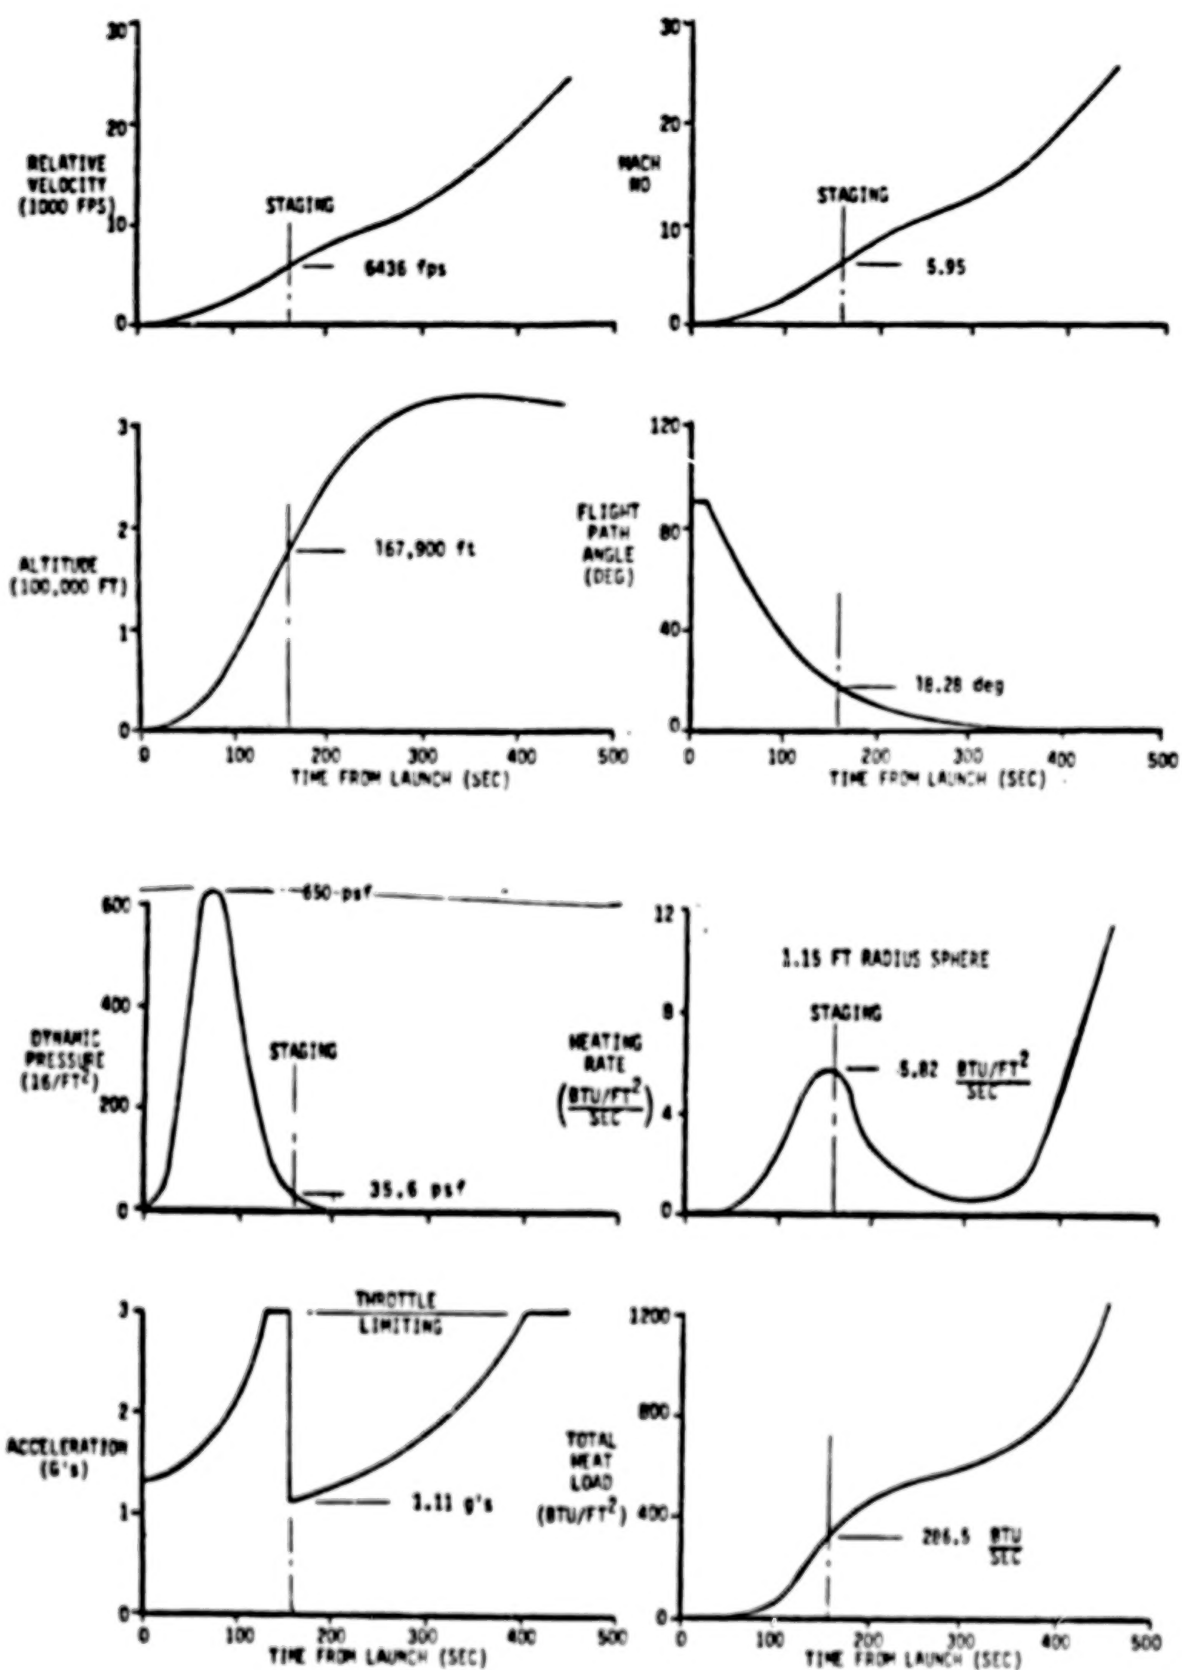 30
20
10
0
RELATIVE
VELOCITY
(1000 FPS)
STAGING
6436 fps
30
20
10
0
MACH
NO
STAGING
5.95
3
2
1
0
ALTITUDE
(100,000 FT)
167,900 ft
0 100 200 300 400 500
TIME FROM LAUNCH (SEC)
120
80
40
0
FLIGHT
PATH
ANGLE
(DEG)
18.28 deg
0 100 200 300 400 500
TIME FROM LAUNCH (SEC)
600
400
200
0
DYNAMIC
PRESSURE
(16/FT²)
650 psf
STAGING
35.6 psf
12
8
4
0
HEATING
RATE
(BTU/FT²
SEC)
1.15 FT RADIUS SPHERE
STAGING
5.82 BTU/FT²
SEC
3
2
1
0
ACCELERATION
(G's)
THROTTLE
LIMITING
1.11 g's
0 100 200 300 400 500
TIME FROM LAUNCH (SEC)
1200
800
400
0
TOTAL
HEAT
LOAD
(BTU/FT²)
286.5 BTU
SEC
0 100 200 300 400 500
TIME FROM LAUNCH (SEC)